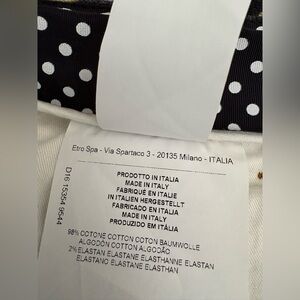 Etro Spa - Via Spartaco 3 - 20135 Milano - ITALIA
PRODOTTO IN ITALIA
MADE IN ITALY
FABRIQUÉ EN ITALIE
IN ITALIEN HERGESTELLT
FABRICADO EN ITALIA
MADE IN ITALY
PRODUZIDO EM ITÁLIA
98% COTONE COTTON COTON BAUMWOLLE
ALGODÓN COTTON ALGODÃO
2% ELASTAN ELASTANE ELASTHANNE ELASTAN
ELASTANO ELASTANE ELASTHAN
D16 15354 9544